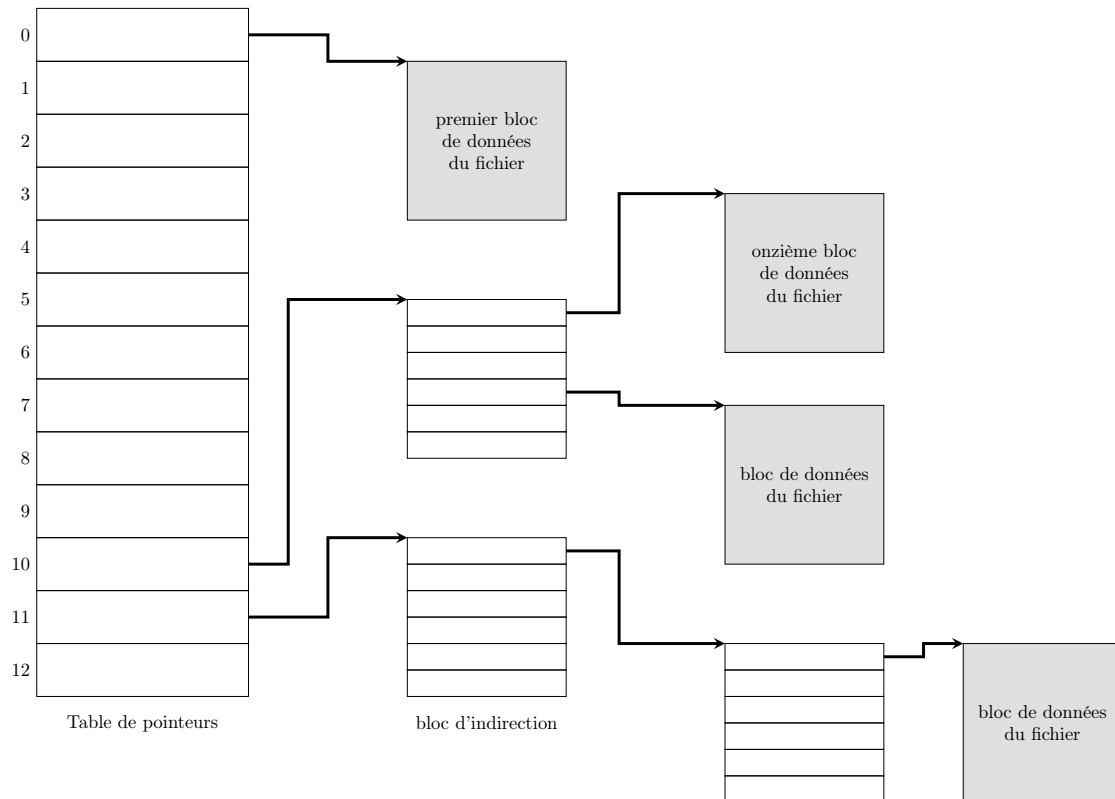 0
1
2
3
4
5
6
7
8
9
10
11
12
premier bloc
de données
du fichier
onzième bloc
de données
du fichier
bloc de données
du fichier
bloc de données
du fichier
Table de pointeurs
bloc d'indirection